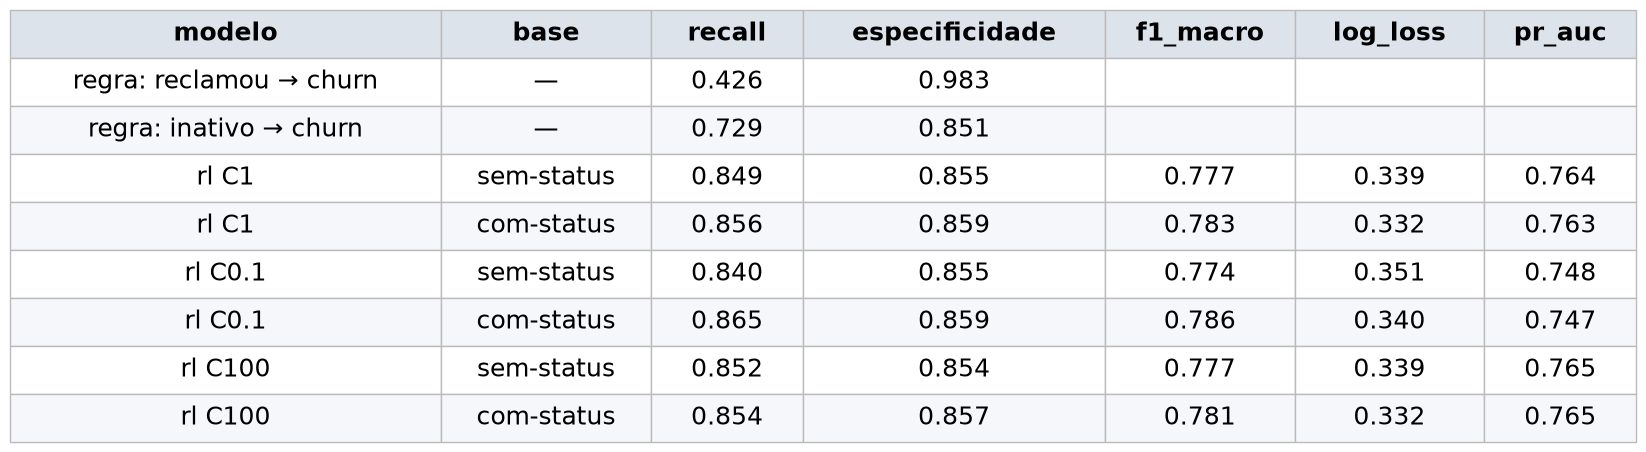 modelo base recall especificidade f1_macro log_loss pr_auc
regra: reclamou → churn — 0.426 0.983
regra: inativo → churn — 0.729 0.851
rl C1 sem-status 0.849 0.855 0.777 0.339 0.764
rl C1 com-status 0.856 0.859 0.783 0.332 0.763
rl C0.1 sem-status 0.840 0.855 0.774 0.351 0.748
rl C0.1 com-status 0.865 0.859 0.786 0.340 0.747
rl C100 sem-status 0.852 0.854 0.777 0.339 0.765
rl C100 com-status 0.854 0.857 0.781 0.332 0.765